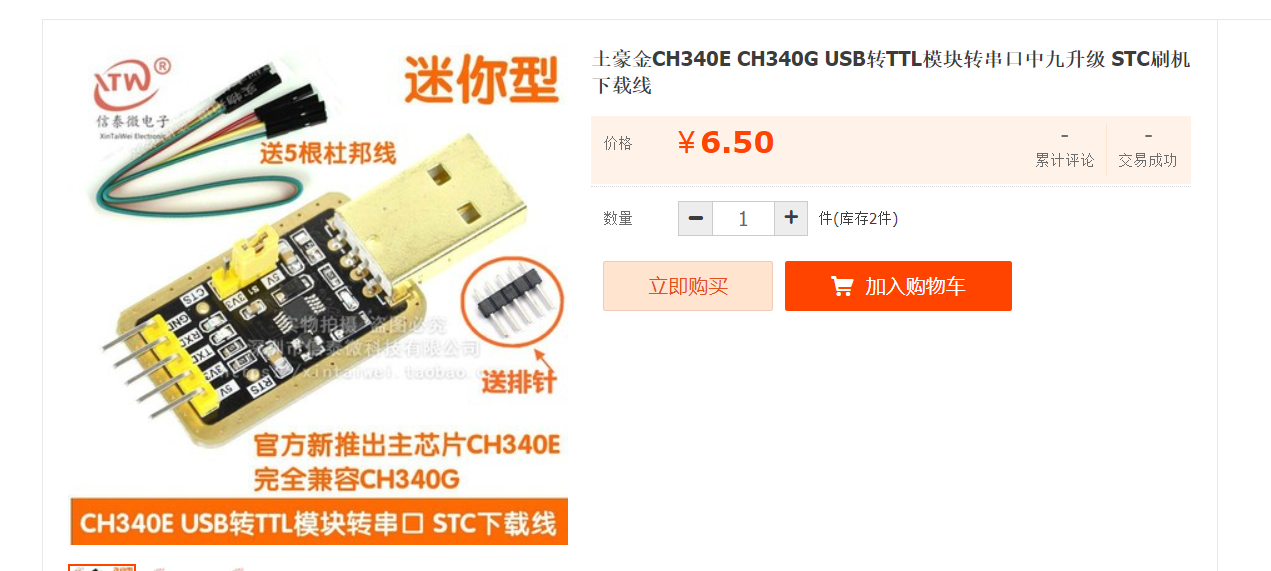 XTW®
信泰微电子
XinTaiWei Electronic
迷你型
送5根杜邦线
实物
CTS
S1
5V
3V3
GND
RXD
TXD
3V3
5V
RTS
实物拍摄 盗图必究
深圳市信泰微科技有限公司
https://xintaiwei.taobao.
送排针
官方新推出主芯片CH340E
完全兼容CH340G
CH340E USB转TTL模块转串口 STC下载线
土豪金CH340E CH340G USB转TTL模块转串口中九升级 STC刷机
下载线
价格
￥6.50
-
累计评论
-
交易成功
数量
1
+
件(库存2件)
立即购买
加入购物车